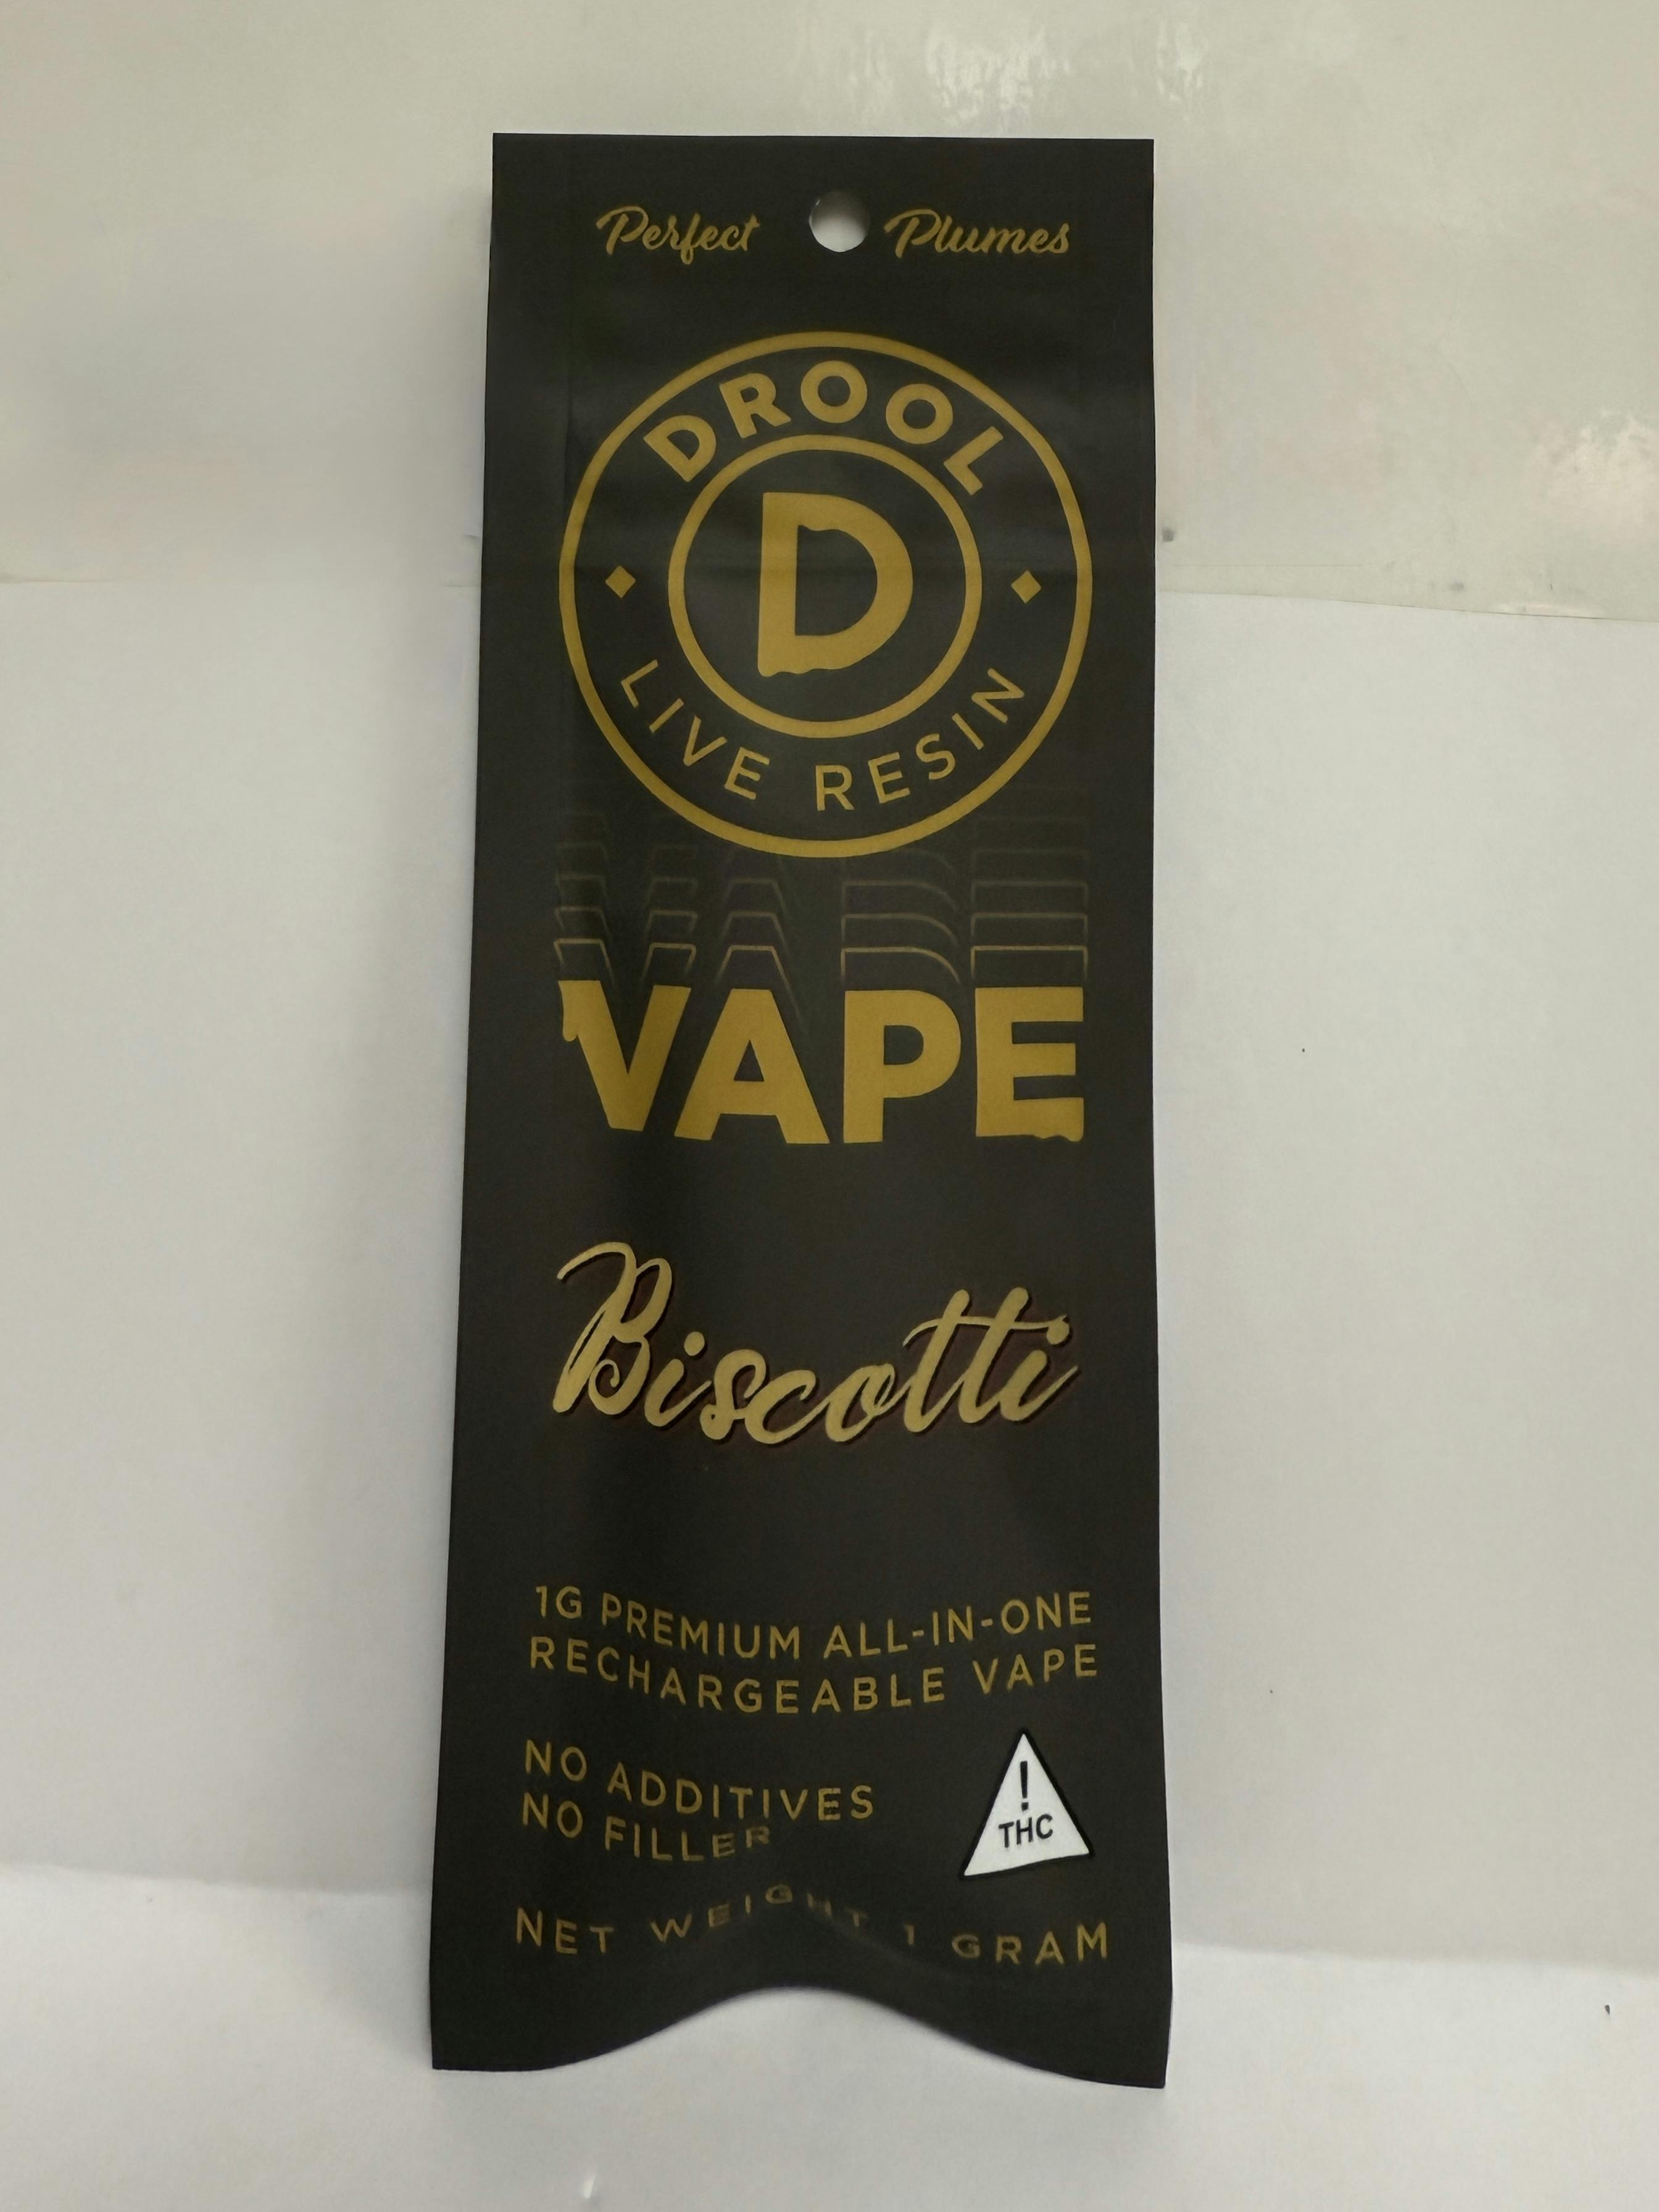 Perfect Plumes
DROOL
D
LIVE RESIN
VAPE
Biscotti
1G PREMIUM ALL-IN-ONE
RECHARGEABLE VAPE
NO ADDITIVES
NO FILLER
!
THC
NET WEIGHT 1 GRAM